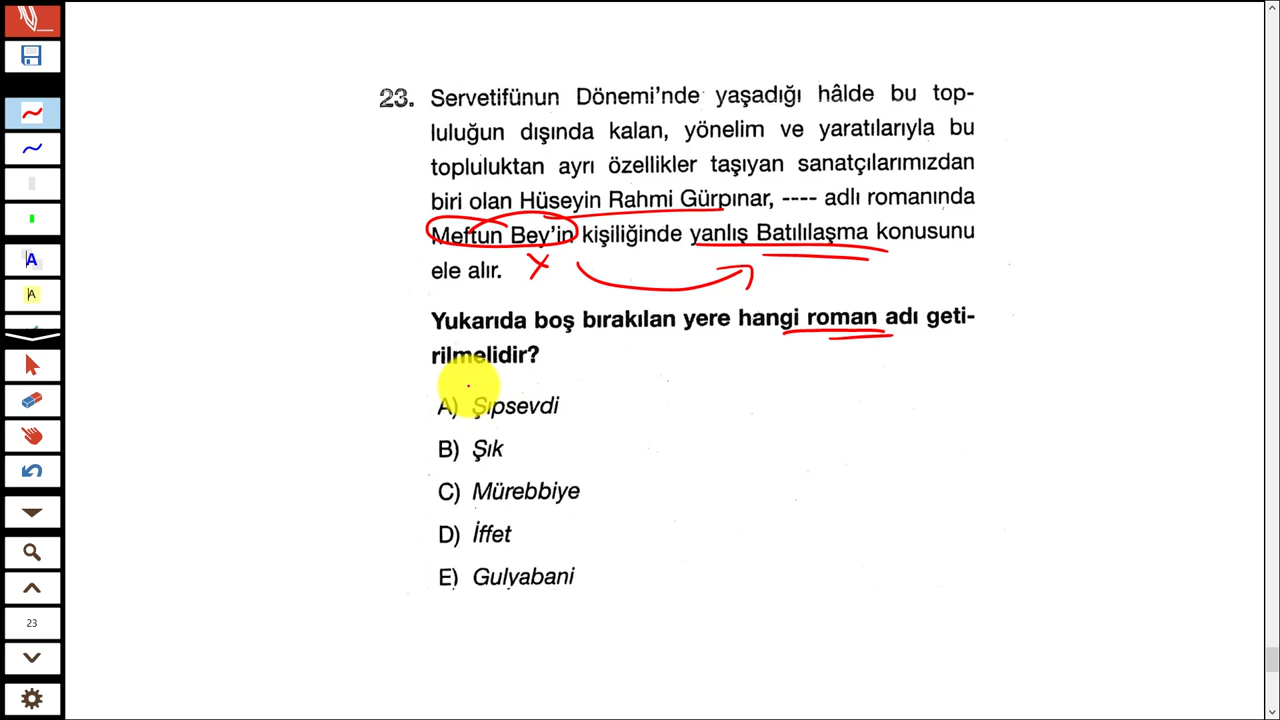 23. Servetifünun Dönemi'nde yaşadığı hâlde bu top-
luluğun dışında kalan, yönelim ve yaratılarıyla bu
topluluktan ayrı özellikler taşıyan sanatçılarımızdan
biri olan Hüseyin Rahmi Gürpınar, ---- adlı romanında
Meftun Bey'in kişiliğinde yanlış Batılılaşma konusunu
ele alır.
Yukarıda boş bırakılan yere hangi roman adı geti-
rilmelidir?
A) Şıpsevdi
B) Şık
C) Mürebbiye
D) İffet
E) Gulyabani
A
A
23